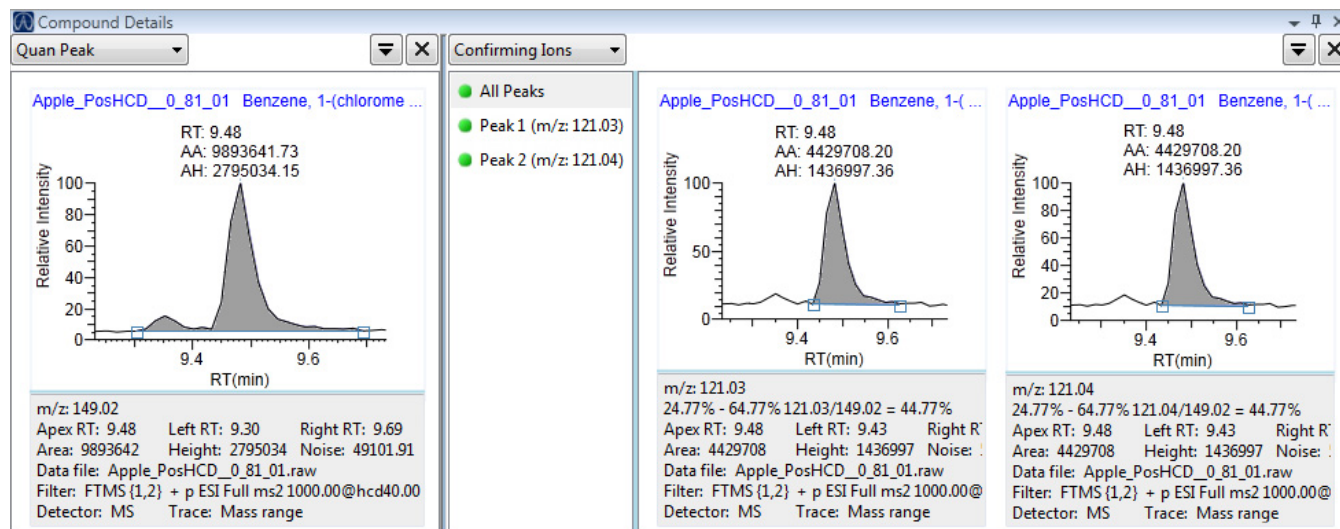 Compound Details
Quan Peak
Confirming Ions
Apple_PosHCD__0_81_01 Benzene, 1-(chlorome ...
RT: 9.48
AA: 9893641.73
AH: 2795034.15
100
80
60
40
20
0
Relative Intensity
9.4 9.6
RT(min)
m/z: 149.02
Apex RT: 9.48 Left RT: 9.30 Right RT: 9.69
Area: 9893642 Height: 2795034 Noise: 49101.91
Data file: Apple_PosHCD__0_81_01.raw
Filter: FTMS {1,2} + p ESI Full ms2 1000.00@hcd40.00
Detector: MS Trace: Mass range
All Peaks
Peak 1 (m/z: 121.03)
Peak 2 (m/z: 121.04)
Apple_PosHCD__0_81_01 Benzene, 1-( ...
RT: 9.48
AA: 4429708.20
AH: 1436997.36
100
50
0
Relative Intensity
9.4 9.6
RT(min)
m/z: 121.03
24.77% - 64.77% 121.03/149.02 = 44.77%
Apex RT: 9.48 Left RT: 9.43 Right R
Area: 4429708 Height: 1436997 Noise:
Data file: Apple_PosHCD__0_81_01.raw
Filter: FTMS {1,2} + p ESI Full ms2 1000.00@
Detector: MS Trace: Mass range
Apple_PosHCD__0_81_01 Benzene, 1-( ...
RT: 9.48
AA: 4429708.20
AH: 1436997.36
100
50
10
0
Relative Intensity
9.4 9.6
RT(min)
m/z: 121.04
24.77% - 64.77% 121.04/149.02 = 44.77%
Apex RT: 9.48 Left RT: 9.43 Right R
Area: 4429708 Height: 1436997 Noise:
Data file: Apple_PosHCD__0_81_01.raw
Filter: FTMS {1,2} + p ESI Full ms2 1000.00@
Detector: MS Trace: Mass range